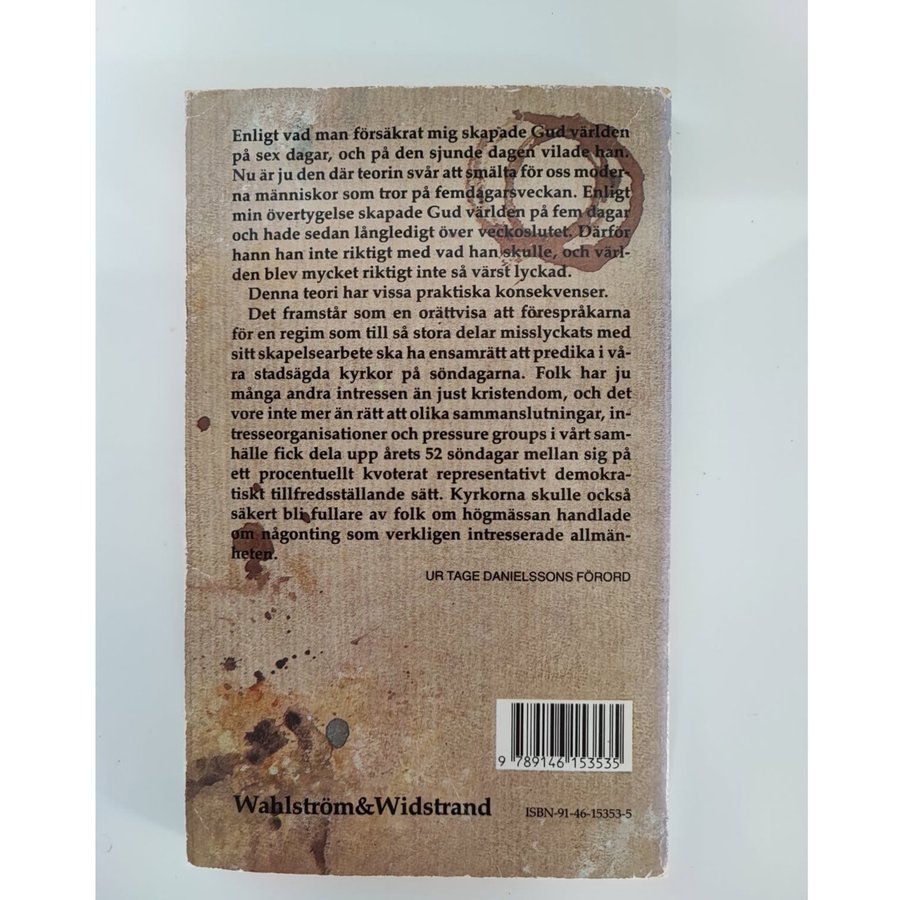 Enligt vad man försäkrat mig skapade Gud världen
på sex dagar, och på den sjunde dagen vilade han.
Nu är ju den där teorin svår att smälta för oss moder-
na människor som tror på femdagarsveckan. Enligt
min övertygelse skapade Gud världen på fem dagar
och hade sedan långledigt över veckoslutet. Därför
hann han inte riktigt med vad han skulle, och värl-
den blev mycket riktigt inte så värst lyckad.
Denna teori har vissa praktiska konsekvenser.
Det framstår som en orättvisa att förespråkarna
för en regim som till så stora delar misslyckats med
sitt skapelsearbete ska ha ensamrätt att predika i vå-
ra stadsägda kyrkor på söndagarna. Folk har ju
många andra intressen än just kristendom, och det
vore inte mer än rätt att olika sammanslutningar, in-
tresseorganisationer och pressure groups i vårt sam-
hälle fick dela upp årets 52 söndagar mellan sig på
ett procentuellt kvoterat representativt demokra-
tiskt tillfredsställande sätt. Kyrkorna skulle också
säkert bli fullare av folk om högmässan handlade
om någonting som verkligen intresserade allmän-
heten.
UR TAGE DANIELSSONS FÖRORD
9 789146 153535
Wahlström&Widstrand
ISBN-91-46-15353-5